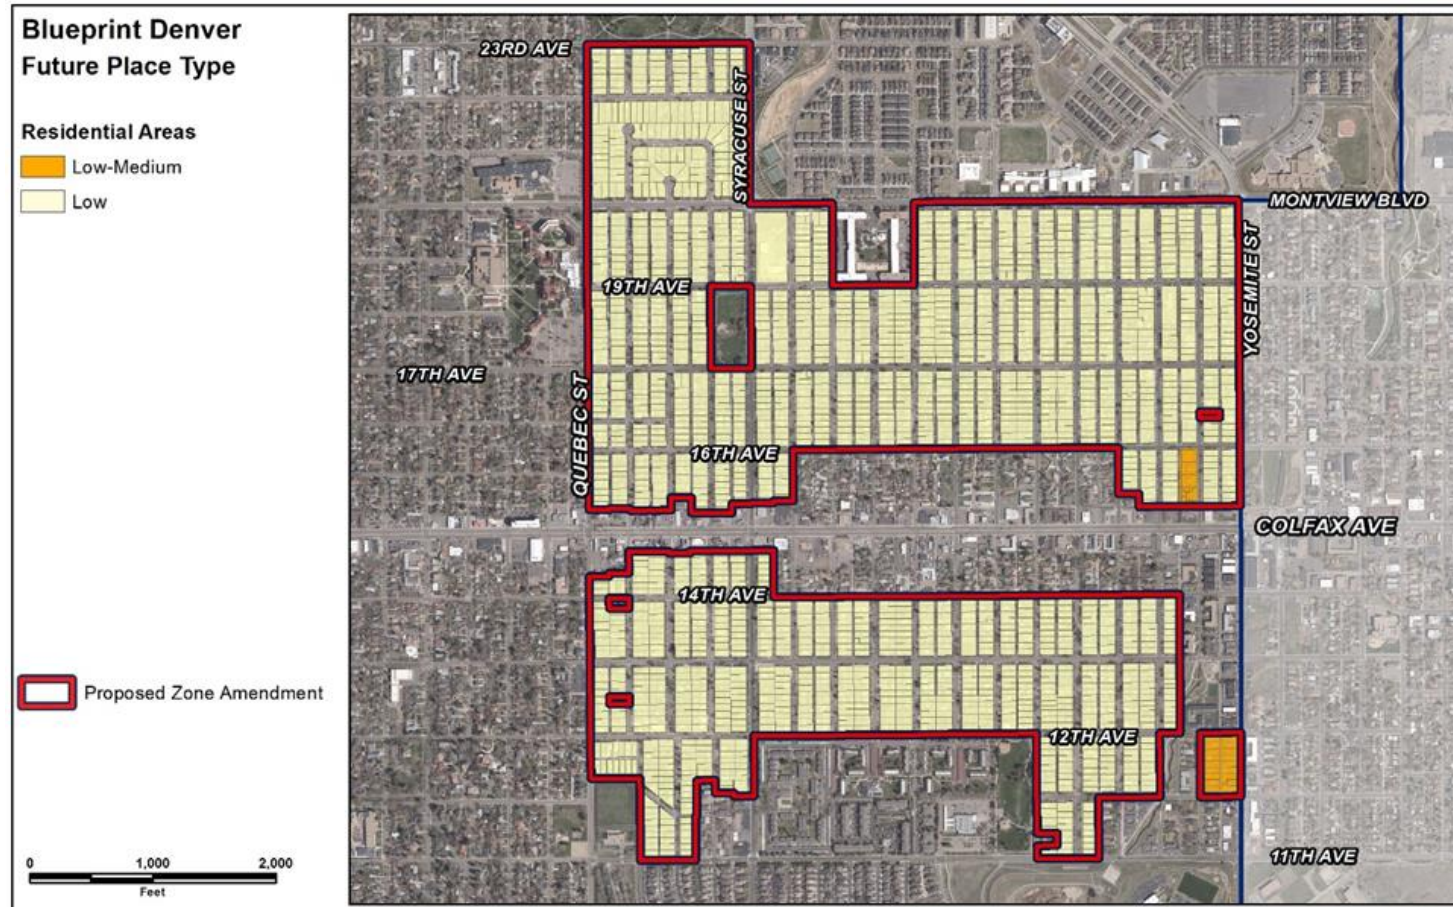 Blueprint Denver
Future Place Type
Residential Areas
Low-Medium
Low
Proposed Zone Amendment
0 1,000 2,000
Feet
23RD AVE
SYRACUSE ST
MONTVIEW BLVD
19TH AVE
YOSEMITE ST
17TH AVE
QUEBEC ST
16TH AVE
COLFAX AVE
14TH AVE
12TH AVE
11TH AVE